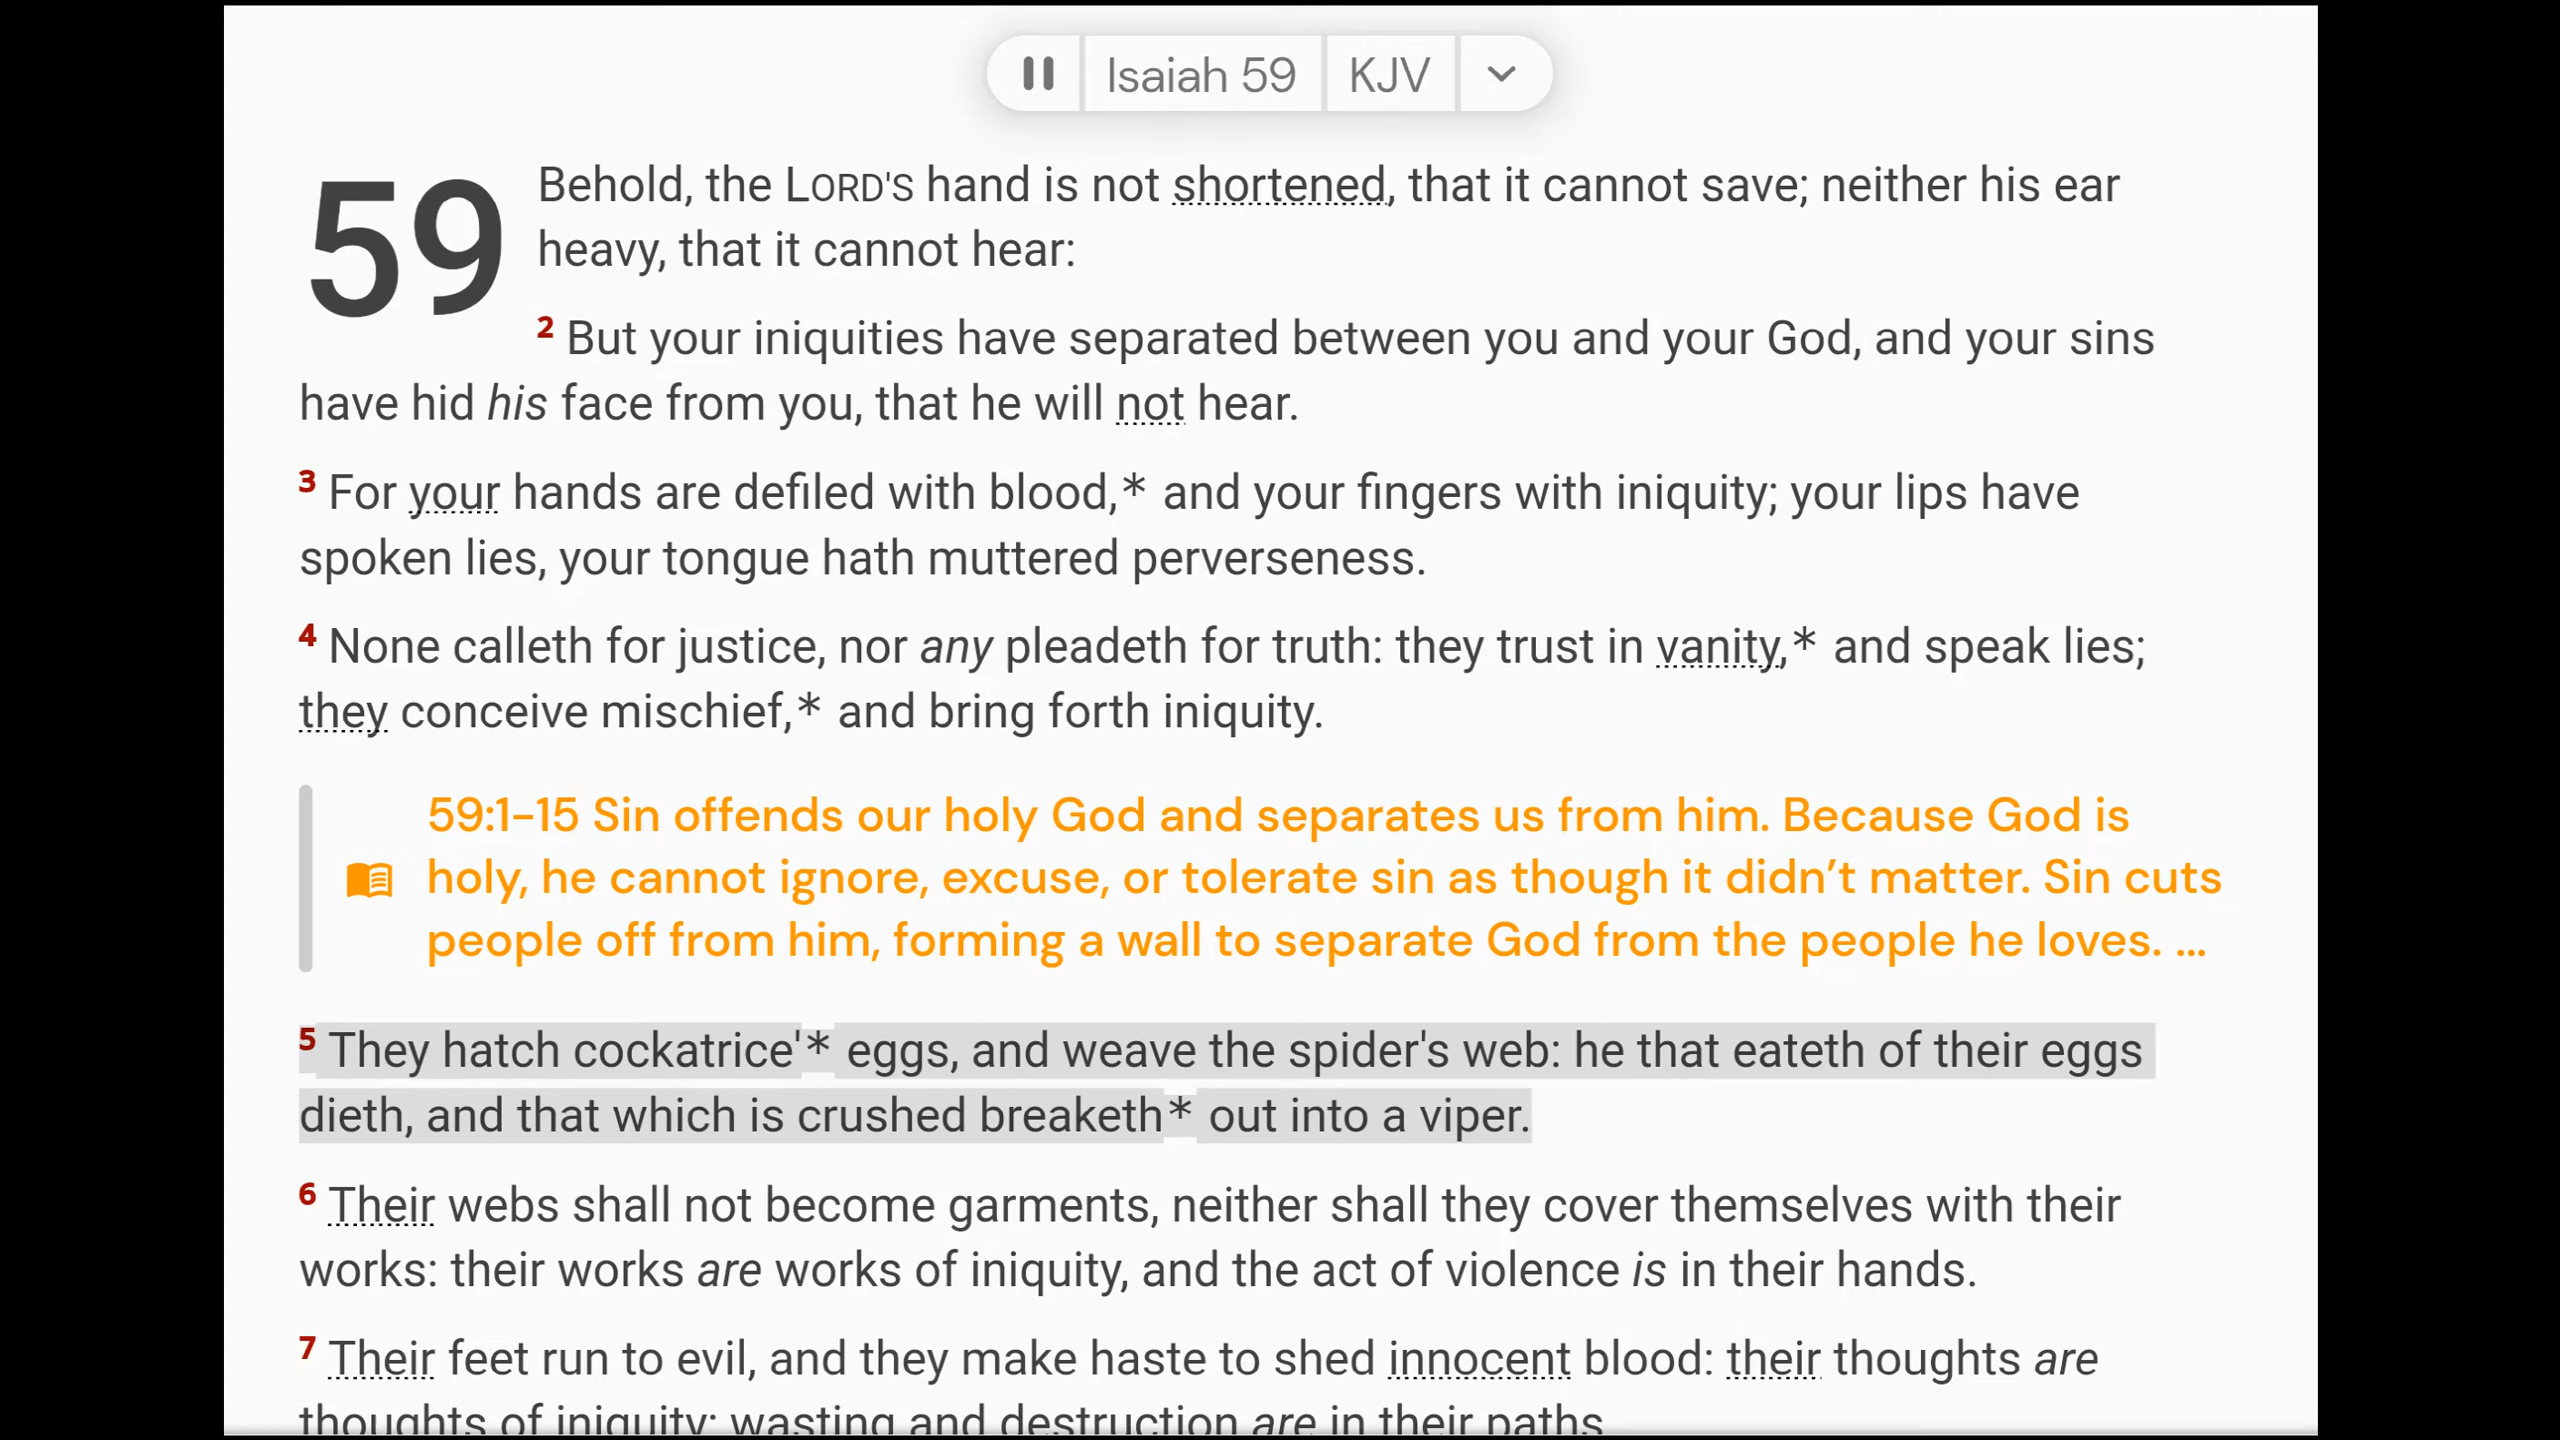 Isaiah 59 KJV
59 Behold, the LORD'S hand is not shortened, that it cannot save; neither his ear
heavy, that it cannot hear:
2 But your iniquities have separated between you and your God, and your sins
have hid his face from you, that he will not hear.
3 For your hands are defiled with blood,* and your fingers with iniquity; your lips have
spoken lies, your tongue hath muttered perverseness.
4 None calleth for justice, nor any pleadeth for truth: they trust in vanity,* and speak lies;
they conceive mischief,* and bring forth iniquity.
59:1–15 Sin offends our holy God and separates us from him. Because God is
holy, he cannot ignore, excuse, or tolerate sin as though it didn’t matter. Sin cuts
people off from him, forming a wall to separate God from the people he loves. ...
5 They hatch cockatrice'* eggs, and weave the spider's web: he that eateth of their eggs
dieth, and that which is crushed breaketh* out into a viper.
6 Their webs shall not become garments, neither shall they cover themselves with their
works: their works are works of iniquity, and the act of violence is in their hands.
7 Their feet run to evil, and they make haste to shed innocent blood: their thoughts are
thoughts of iniquity; wasting and destruction are in their paths.